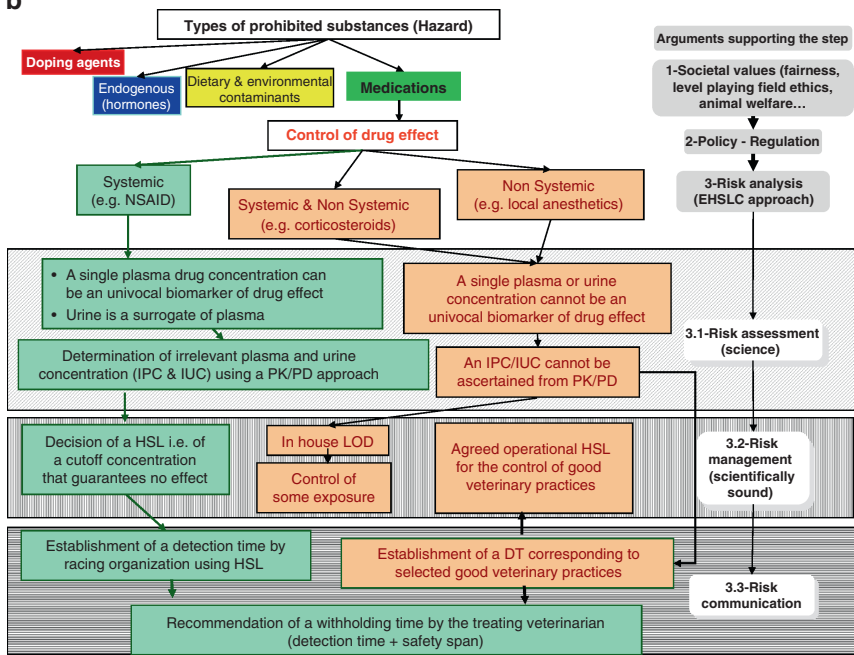 b
Types of prohibited substances (Hazard)
Doping agents
Endogenous
(hormones)
Dietary & environmental
contaminants
Medications
Control of drug effect
Systemic
(e.g. NSAID)
Systemic & Non Systemic
(e.g. corticosteroids)
Non Systemic
(e.g. local anesthetics)
• A single plasma drug concentration can
be an univocal biomarker of drug effect
• Urine is a surrogate of plasma
A single plasma or urine
concentration cannot be an
univocal biomarker of drug effect
Determination of irrelevant plasma and urine
concentration (IPC & IUC) using a PK/PD approach
An IPC/IUC cannot be
ascertained from PK/PD
Decision of a HSL i.e. of
a cutoff concentration
that guarantees no effect
In house LOD
Control of
some exposure
Agreed operational HSL
for the control of good
veterinary practices
Establishment of a detection time by
racing organization using HSL
Establishment of a DT corresponding to
selected good veterinary practices
Recommendation of a withholding time by the treating veterinarian
(detection time + safety span)
Arguments supporting the step
1-Societal values (fairness,
level playing field ethics,
animal welfare…
2-Policy - Regulation
3-Risk analysis
(EHSLC approach)
3.1-Risk assessment
(science)
3.2-Risk
management
(scientifically
sound)
3.3-Risk
communication